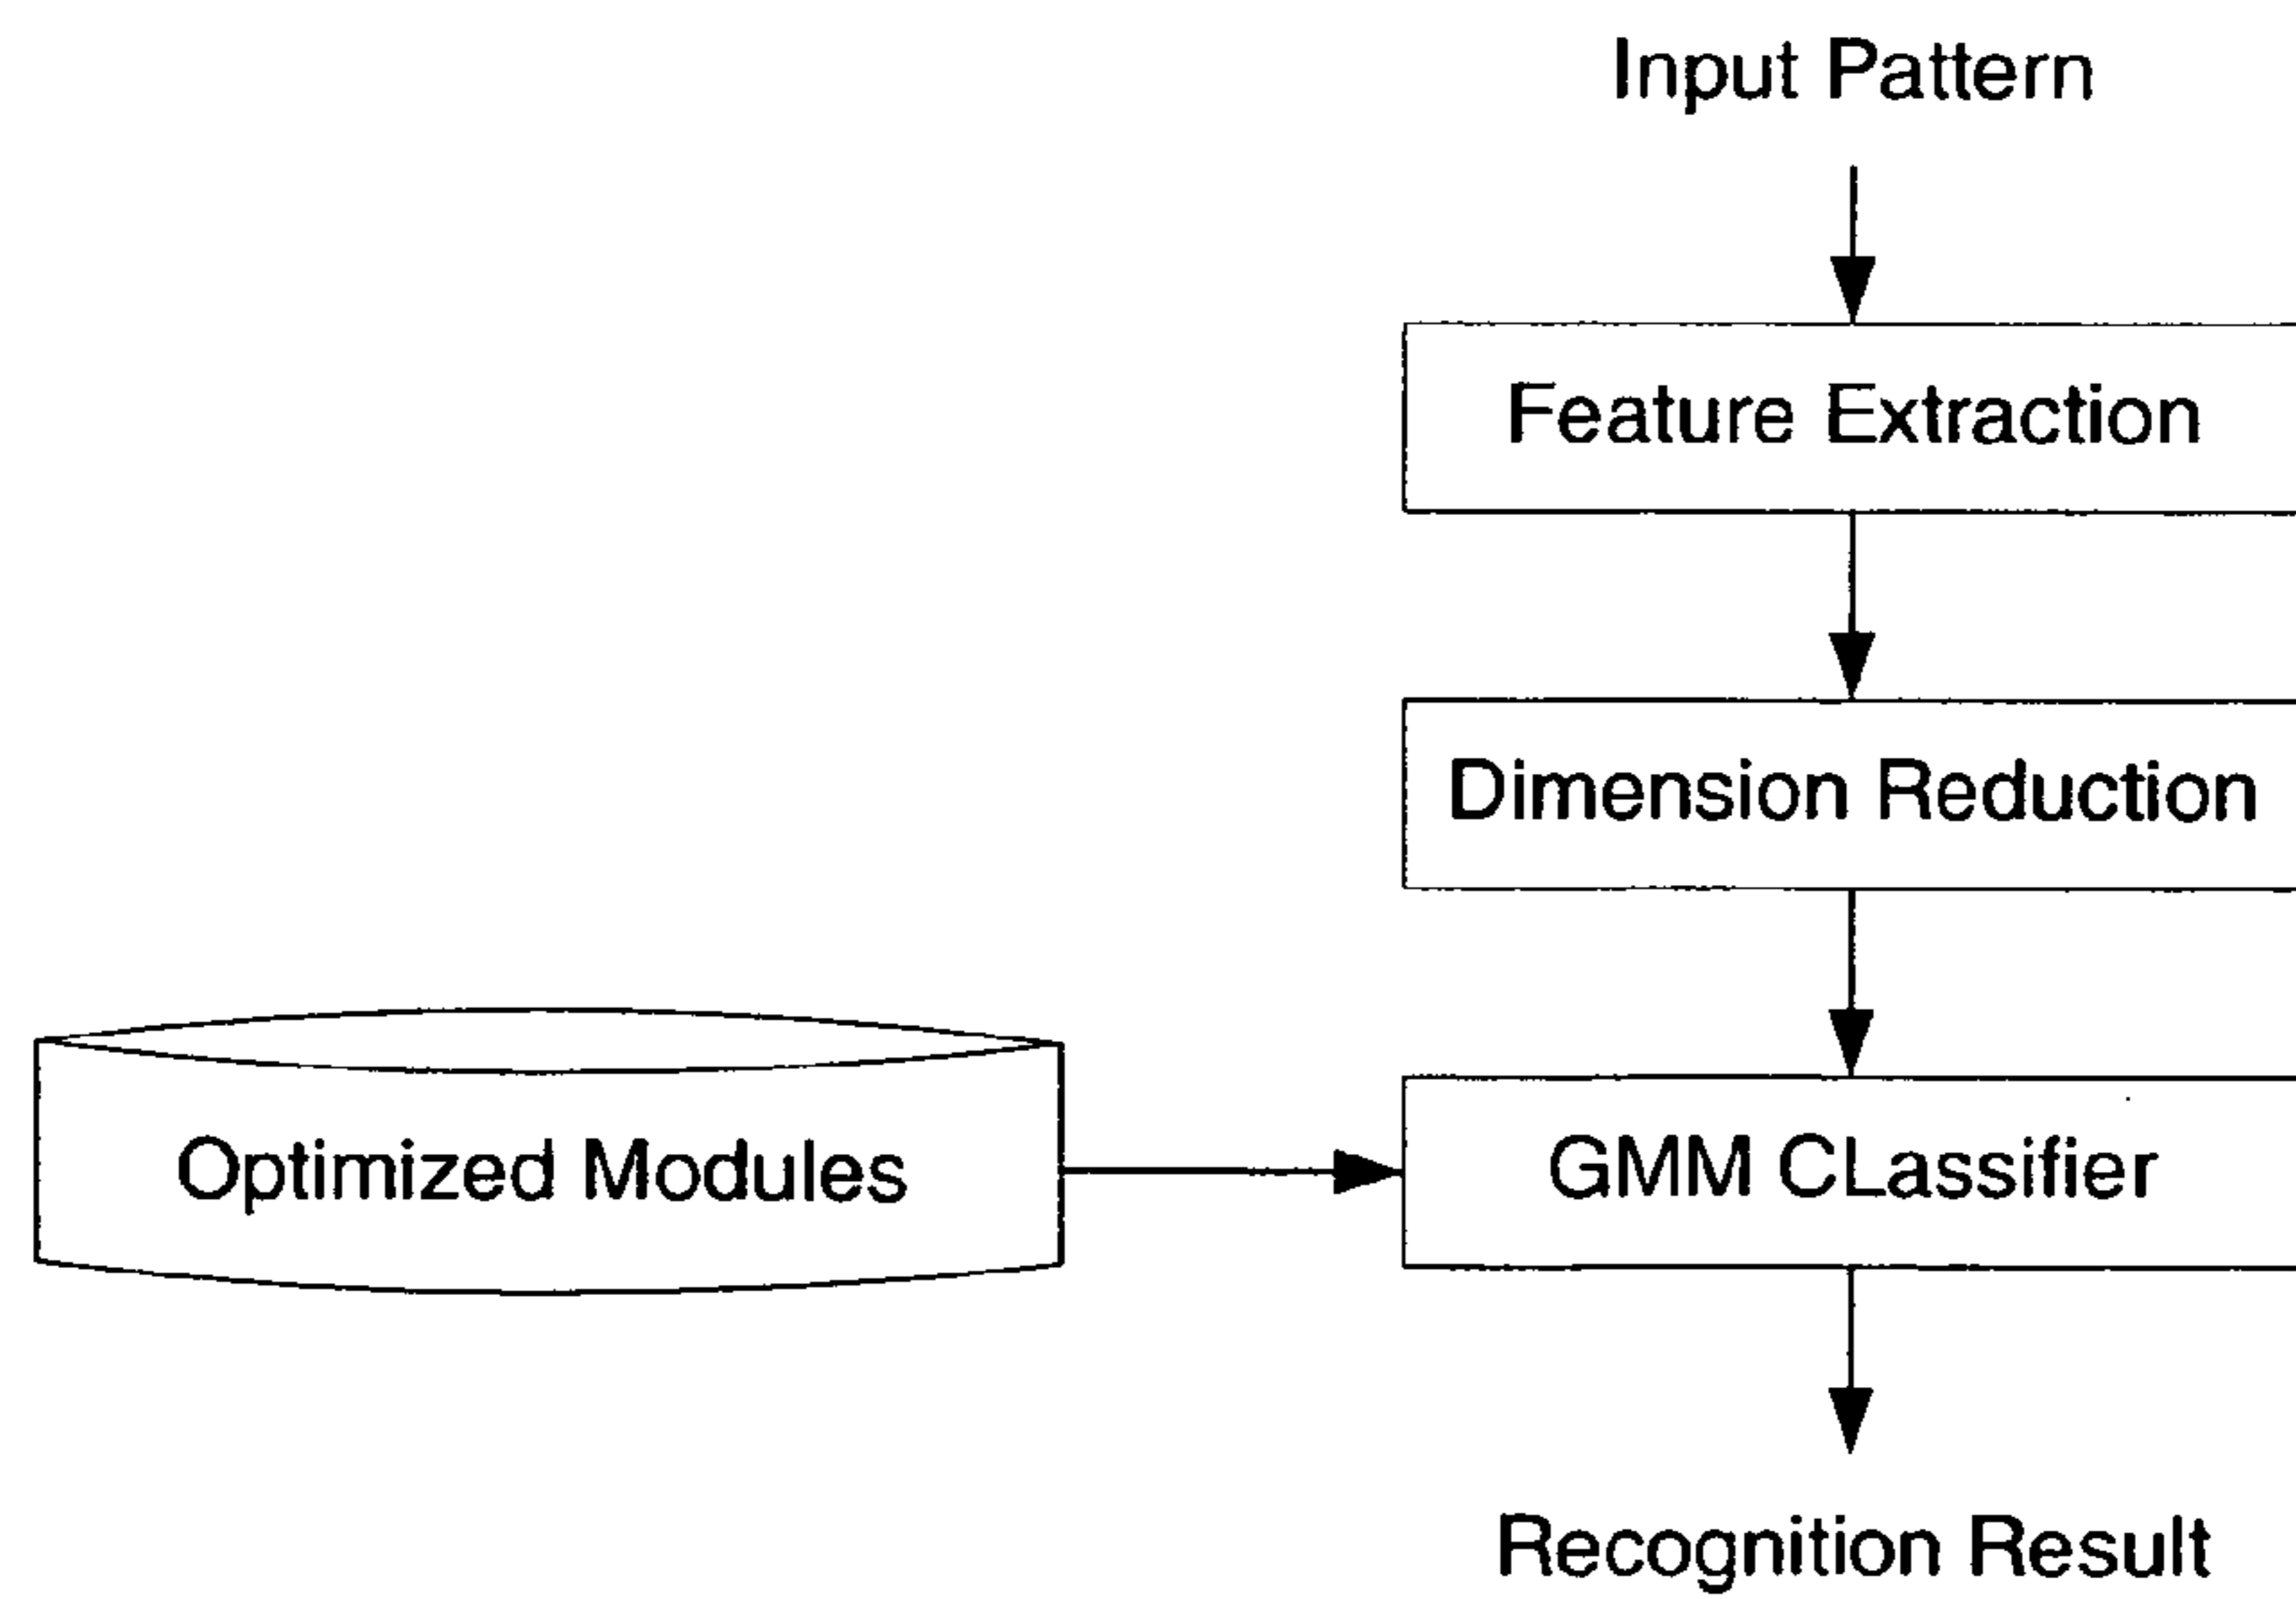 Input Pattern
Feature Extraction
Dimension Reduction
Optimized Modules
GMM CLassifier
Recognition Result